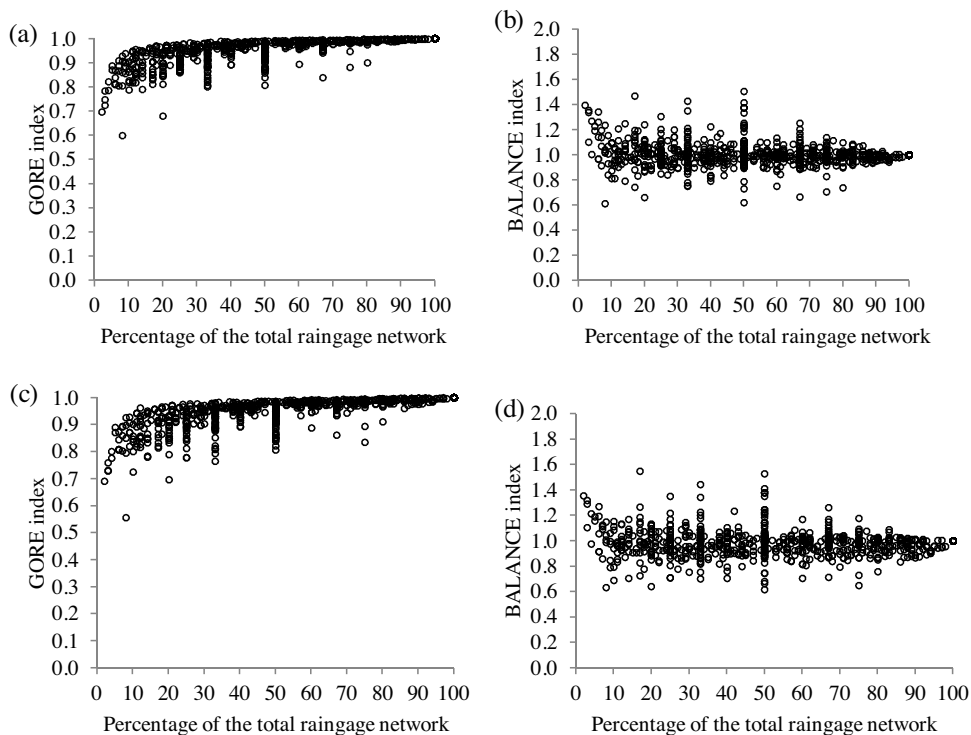 (a)
1.0
0.9
0.8
0.7
0.6
0.5
0.4
0.3
0.2
0.1
0.0
GORE index
0 10 20 30 40 50 60 70 80 90 100
Percentage of the total raingage network
(b)
2.0
1.8
1.6
1.4
1.2
1.0
0.8
0.6
0.4
0.2
0.0
BALANCE index
0 10 20 30 40 50 60 70 80 90 100
Percentage of the total raingage network
(c)
1.0
0.9
0.8
0.7
0.6
0.5
0.4
0.3
0.2
0.1
0.0
GORE index
0 10 20 30 40 50 60 70 80 90 100
Percentage of the total raingage network
(d)
2.0
1.8
1.6
1.4
1.2
1.0
0.8
0.6
0.4
0.2
0.0
BALANCE index
0 10 20 30 40 50 60 70 80 90 100
Percentage of the total raingage network